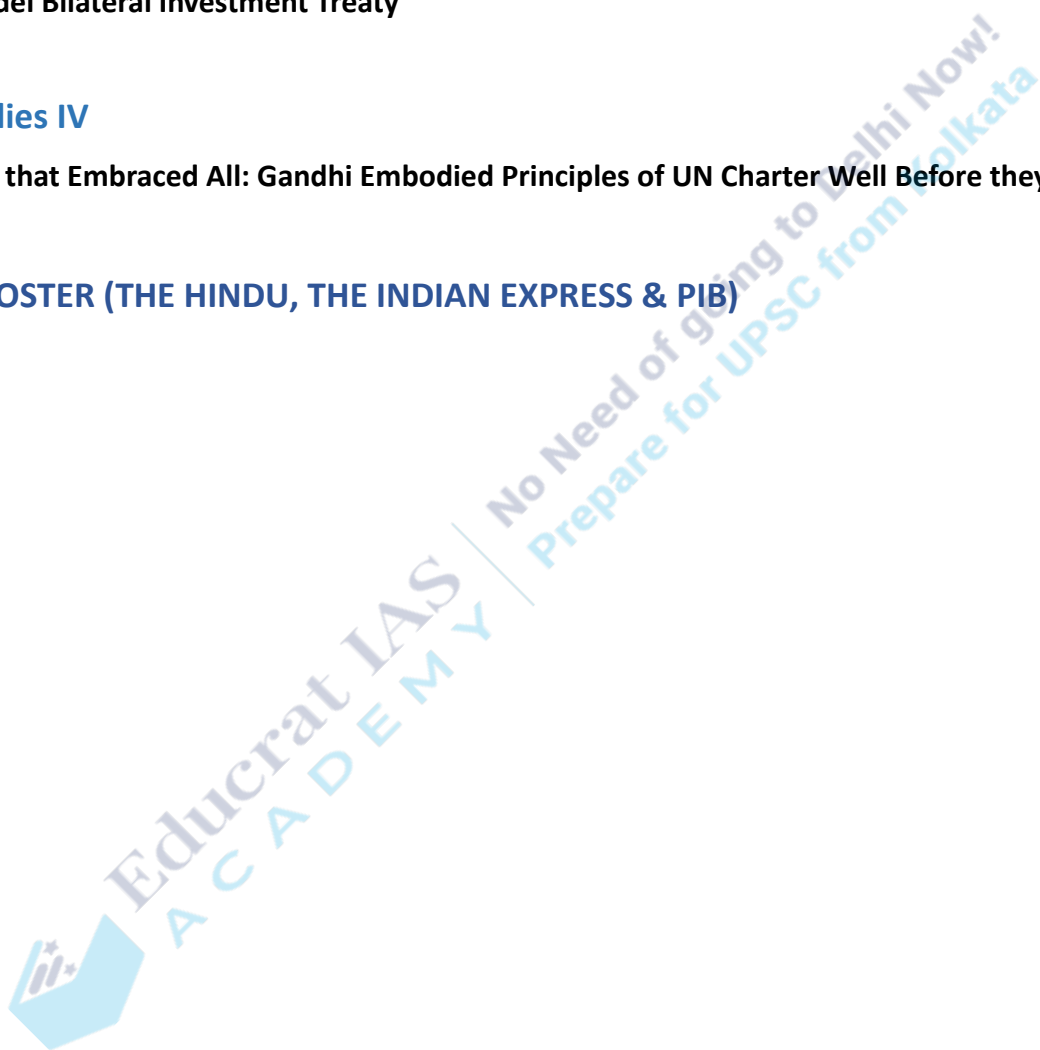 del Bilateral Investment Treaty
dies IV
that Embraced All: Gandhi Embodied Principles of UN Charter Well Before they
OSTER (THE HINDU, THE INDIAN EXPRESS & PIB)
Educrat IAS
ACADEMY
No Need of going to Delhi Now!
Prepare for UPSC from Kolkata